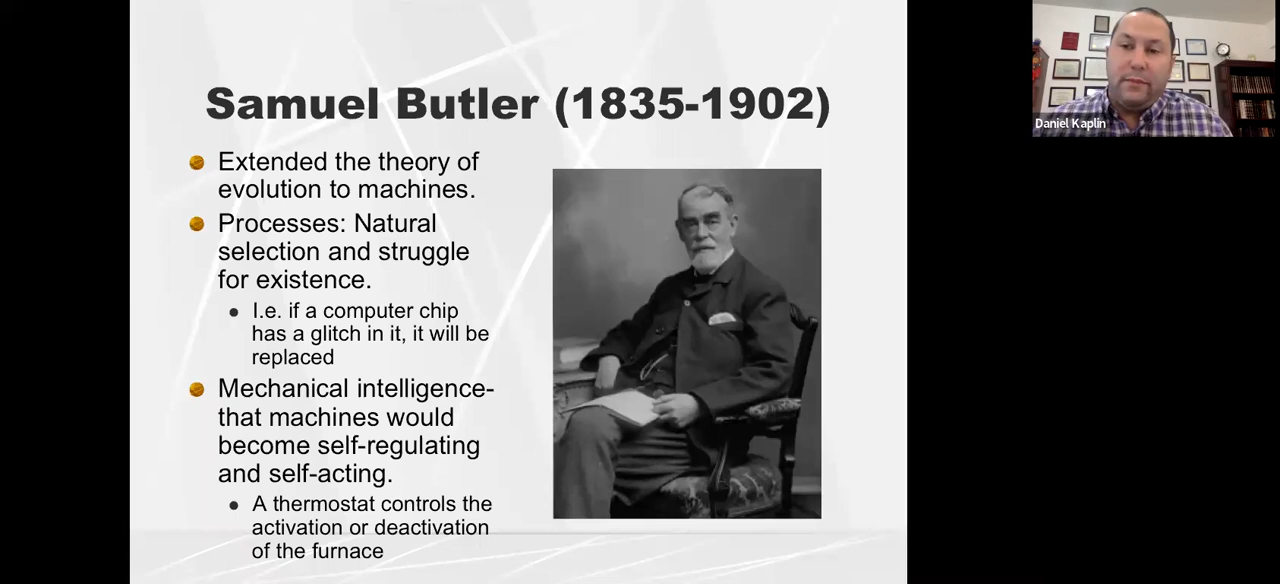 Samuel Butler (1835-1902)
Extended the theory of
evolution to machines.
Processes: Natural
selection and struggle
for existence.
I.e. if a computer chip
has a glitch in it, it will be
replaced
Mechanical intelligence-
that machines would
become self-regulating
and self-acting.
A thermostat controls the
activation or deactivation
of the furnace
Daniel Kaplin